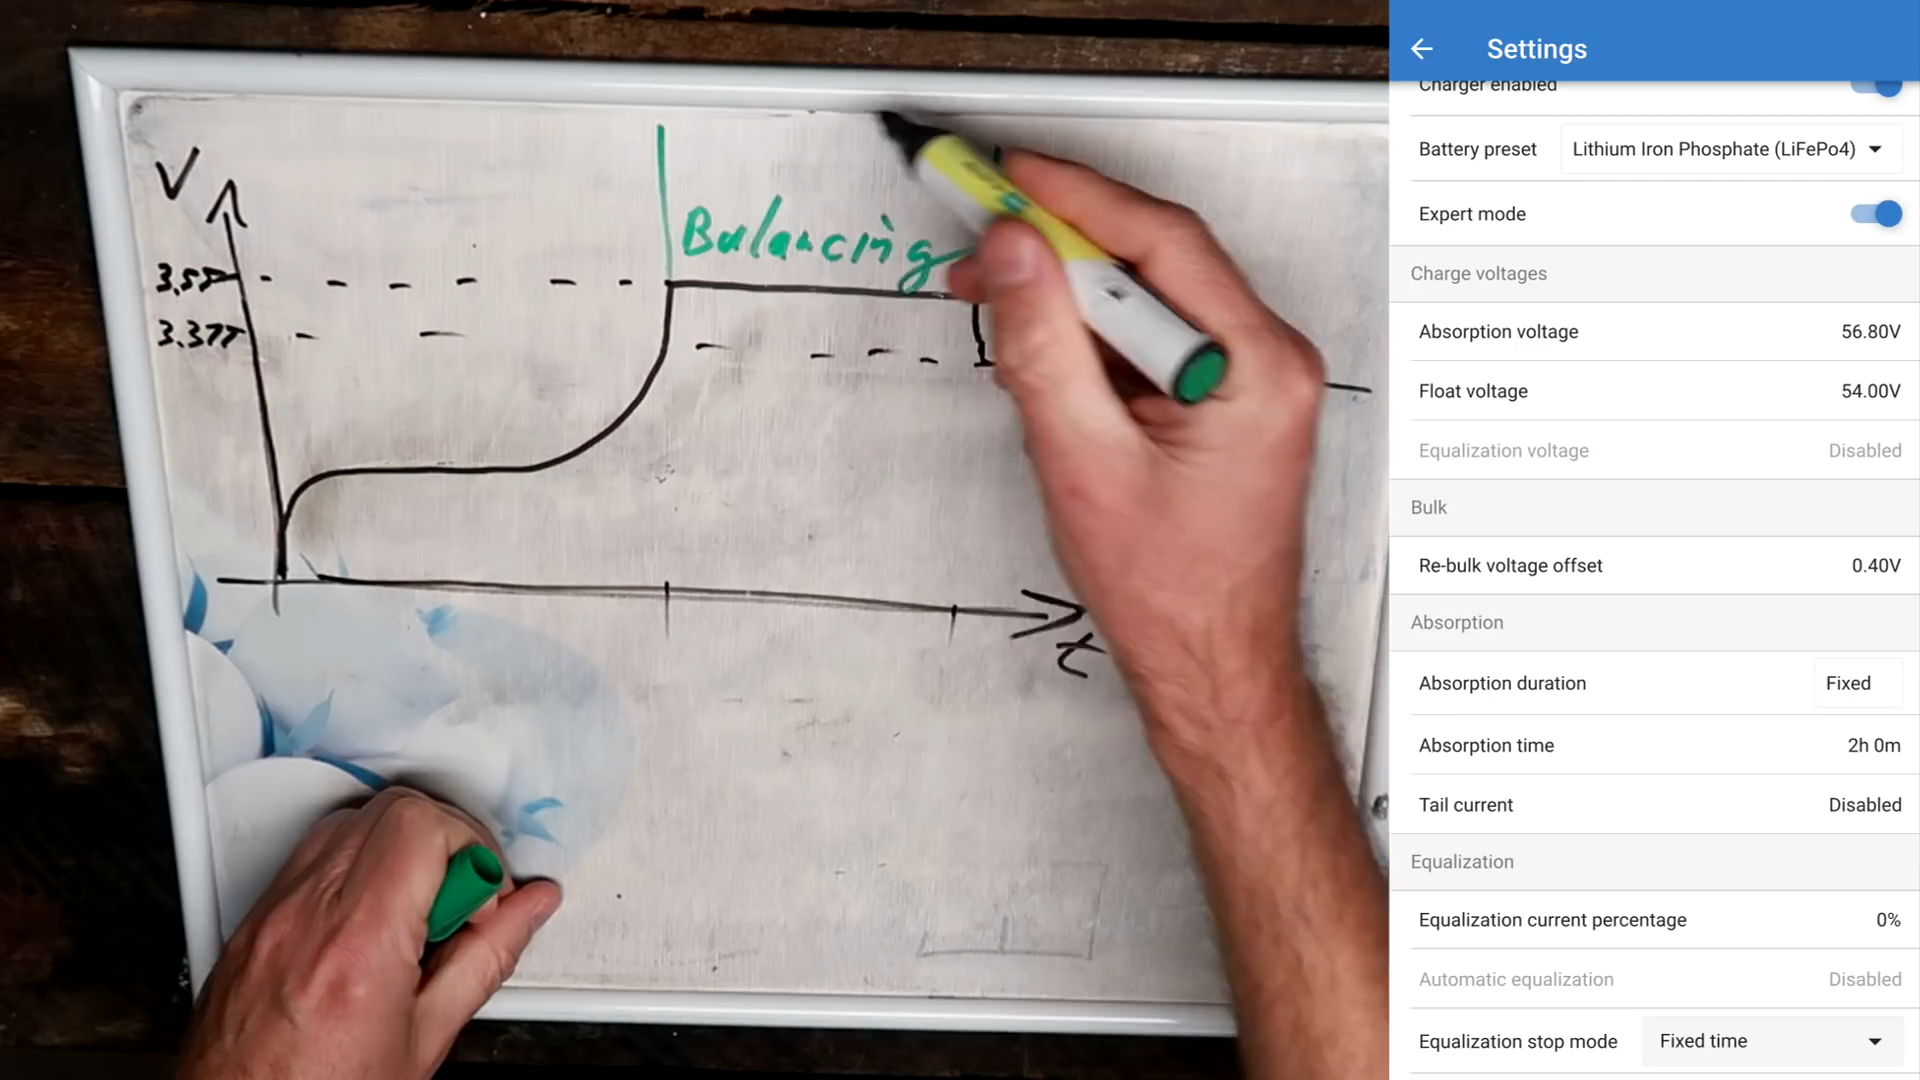 V
3.55
3.375
Balancing
t
Settings
Charger enabled
Battery preset Lithium Iron Phosphate (LiFePo4)
Expert mode
Charge voltages
Absorption voltage 56.80V
Float voltage 54.00V
Equalization voltage Disabled
Bulk
Re-bulk voltage offset 0.40V
Absorption
Absorption duration Fixed
Absorption time 2h 0m
Tail current Disabled
Equalization
Equalization current percentage 0%
Automatic equalization Disabled
Equalization stop mode Fixed time